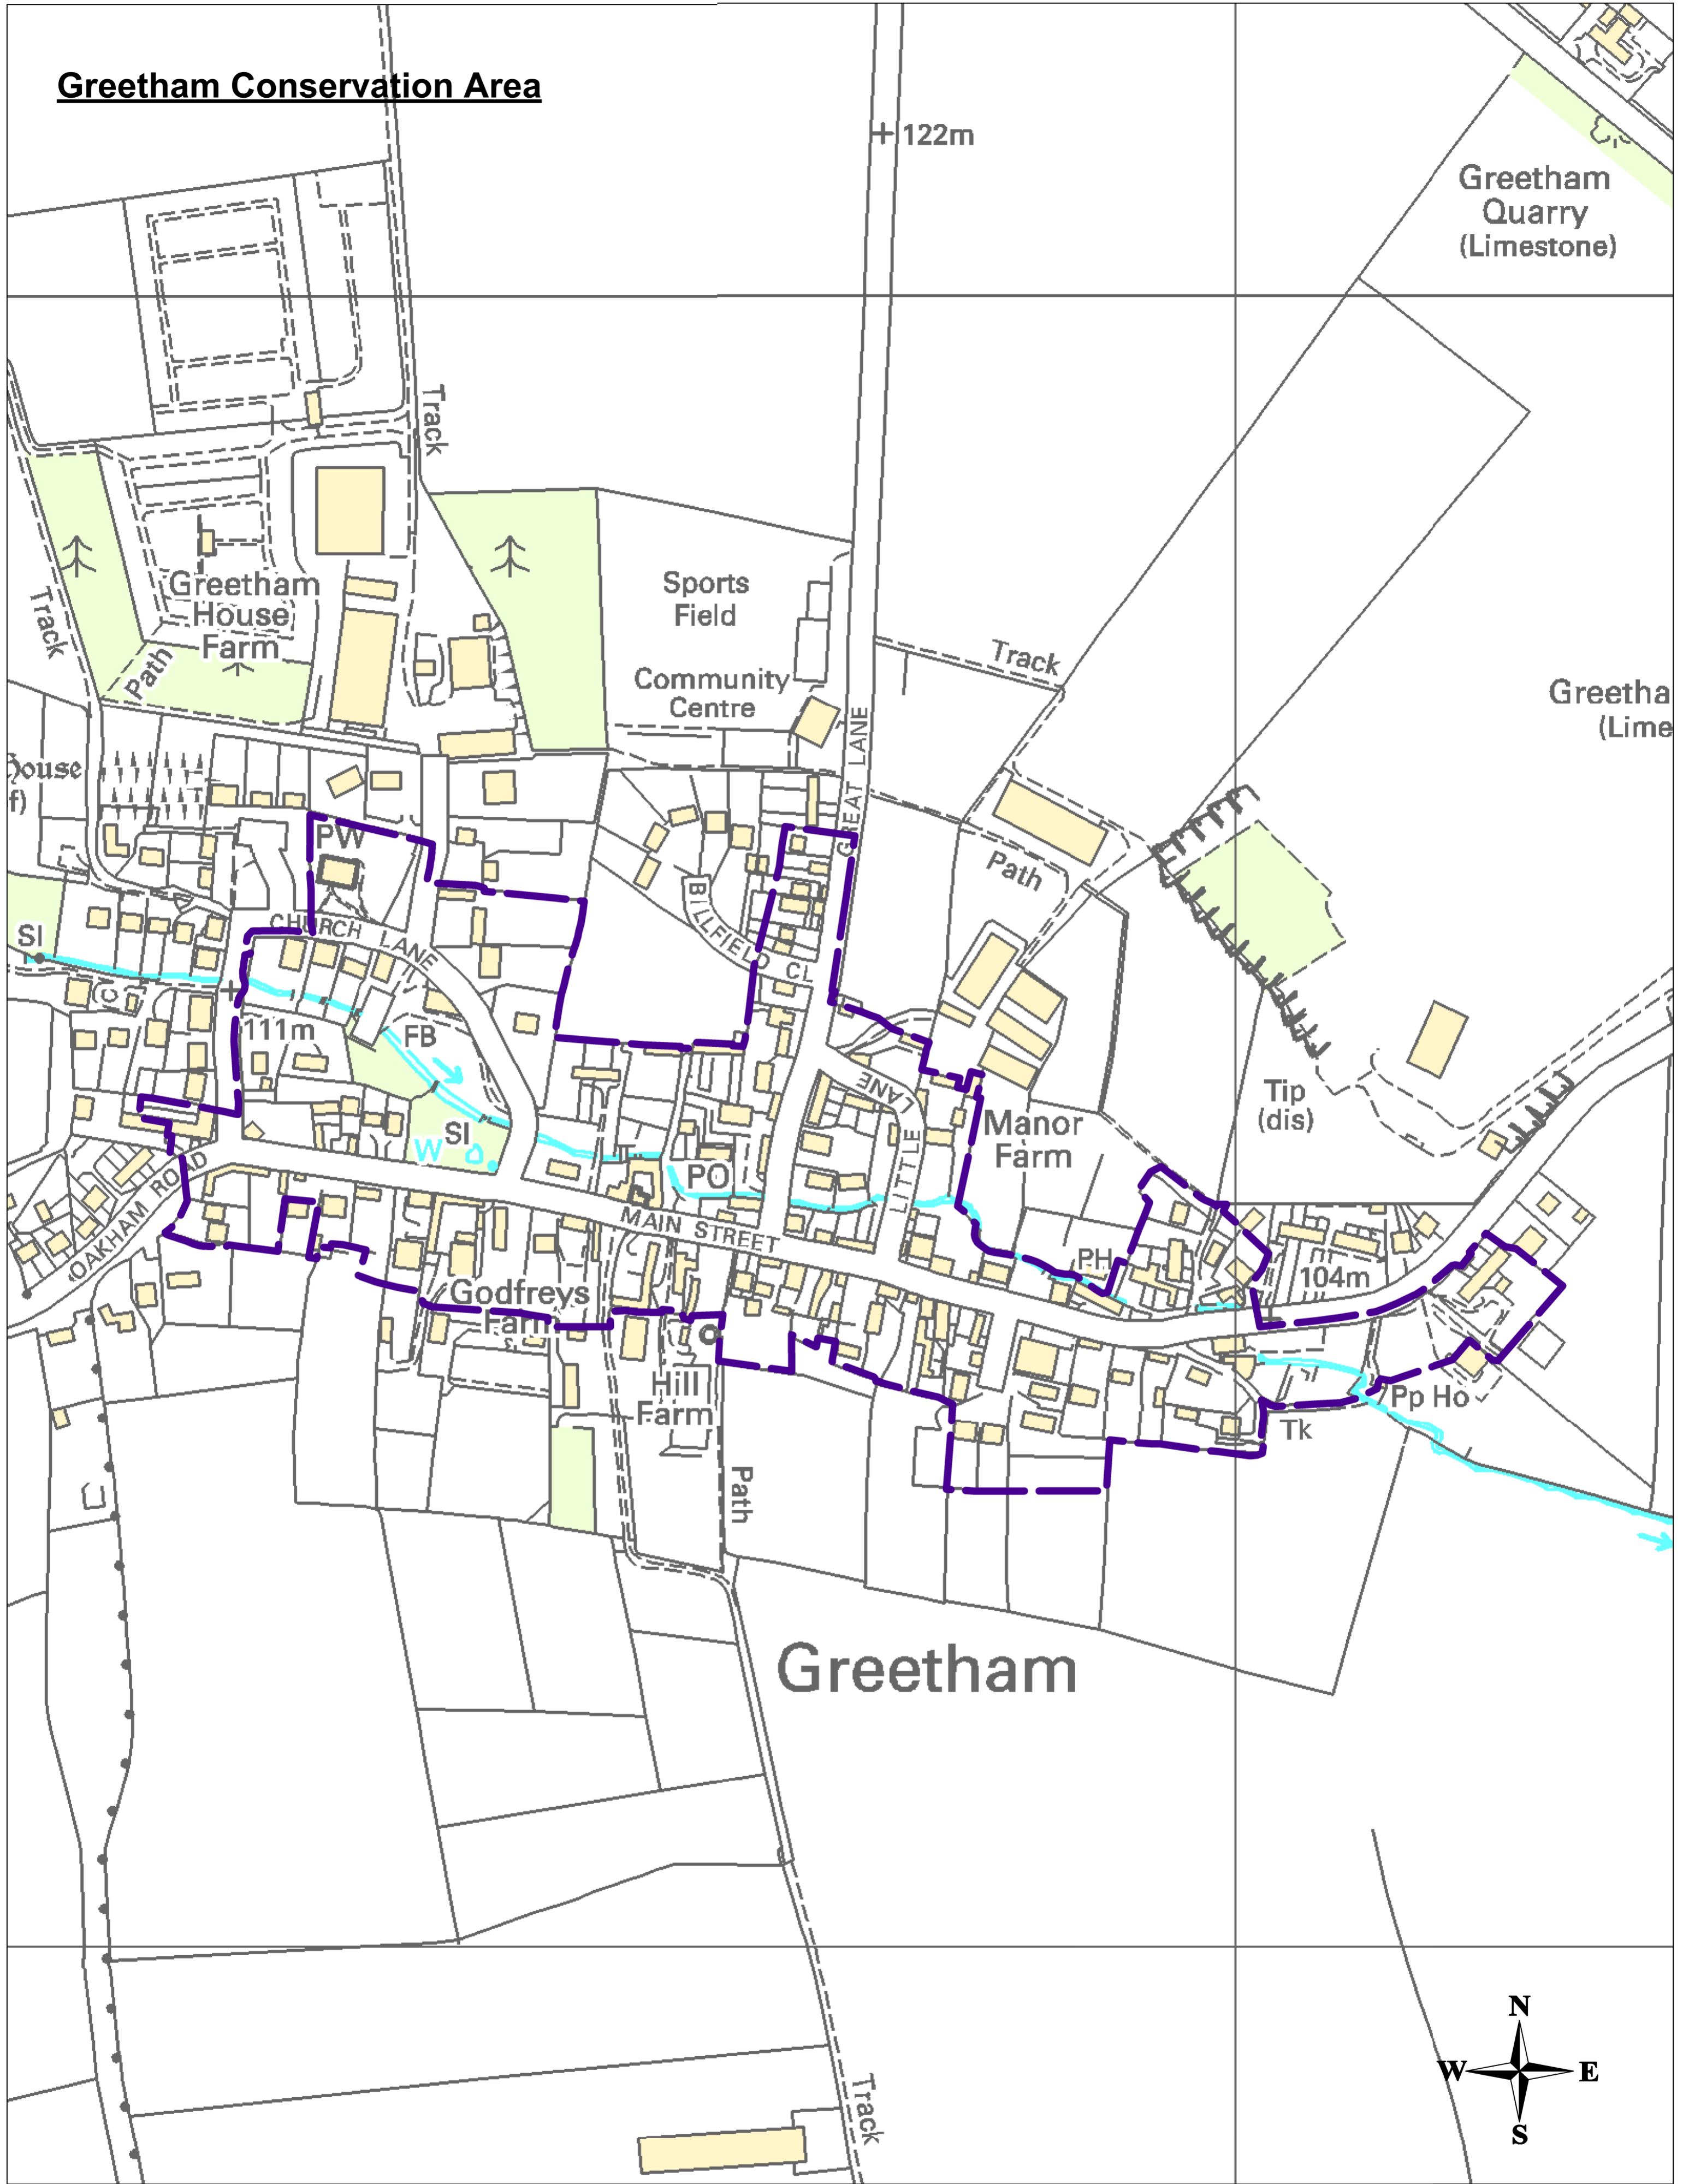 Greetham Conservation Area
122m
Greetham
Quarry
(Limestone)
Track
Greetham
House
Farm
Track
Path
Sports
Field
Community
Centre
Track
Greetha
(Lime
GREAT LANE
house
f)
PW
Path
BILLFIELD CL
CHURCH LANE
SI
111m
FB
LANE
Tip
(dis)
Manor
Farm
SI
W
PO
LITTLE
OAKHAM ROAD
MAIN STREET
PH
104m
Godfreys
Farm
Hill
Farm
Pp Ho
Tk
Path
Greetham
Track
N
W
E
S